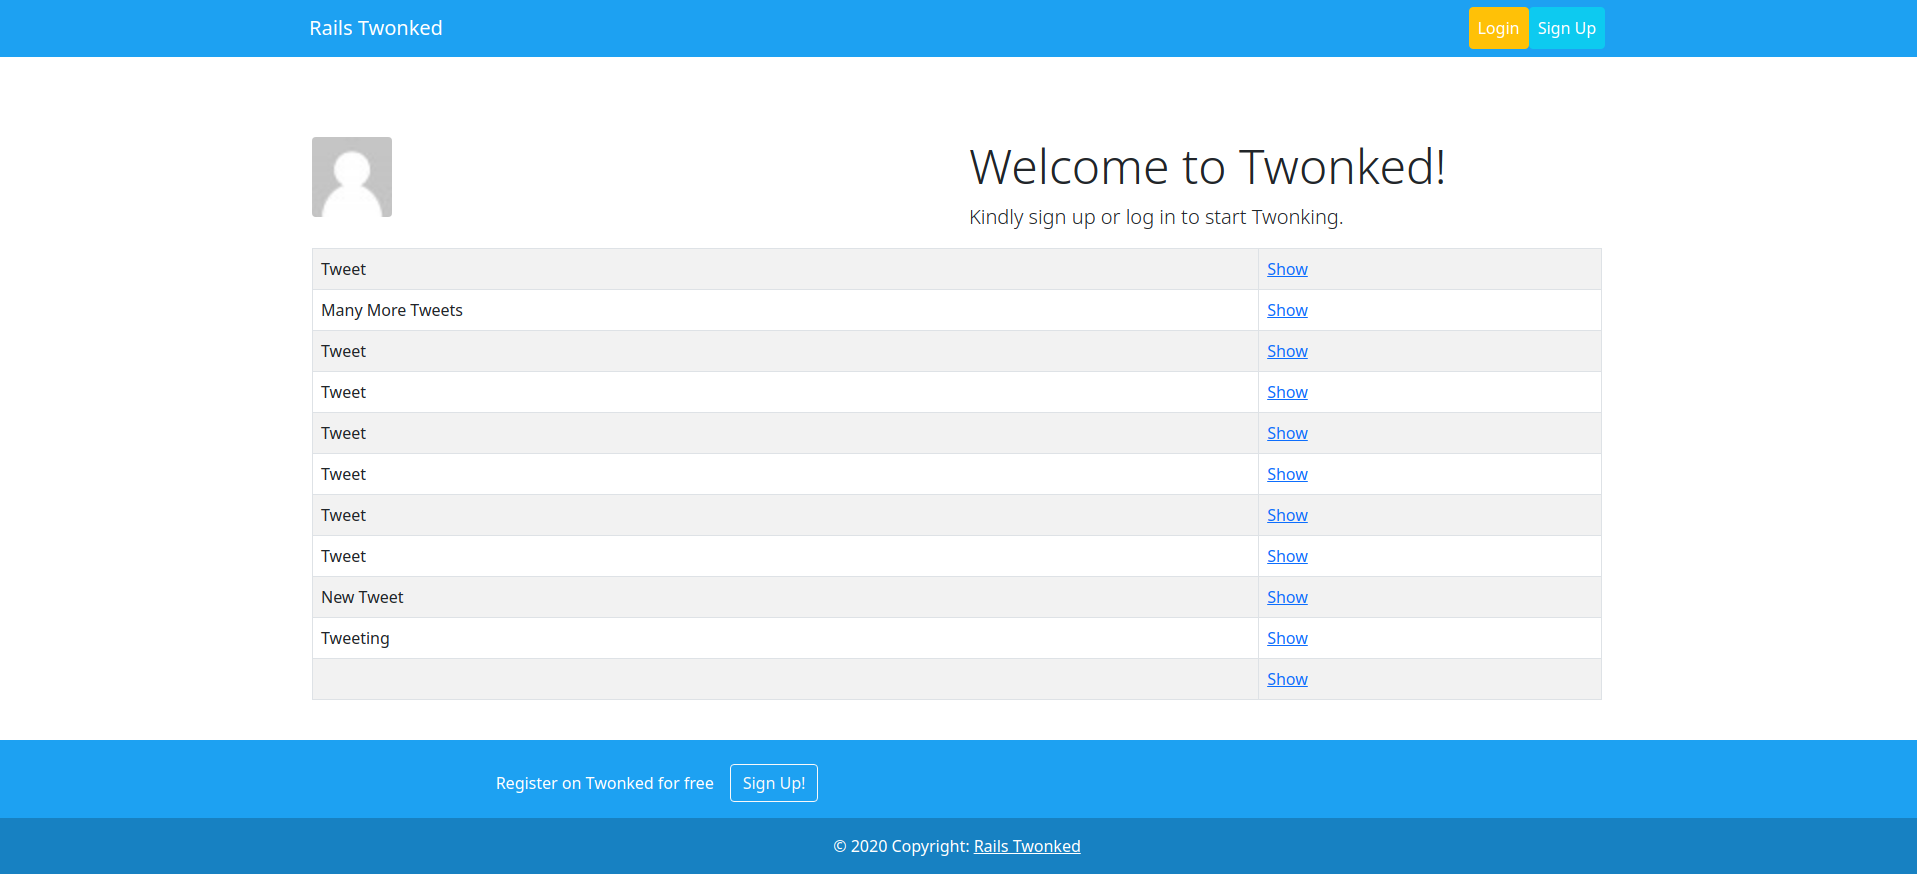 Rails Twonked
Login Sign Up
Welcome to Twonked!
Kindly sign up or log in to start Twonking.
Tweet Show
Many More Tweets Show
Tweet Show
Tweet Show
Tweet Show
Tweet Show
Tweet Show
Tweet Show
New Tweet Show
Tweeting Show
Show
Register on Twonked for free Sign Up!
© 2020 Copyright: Rails Twonked